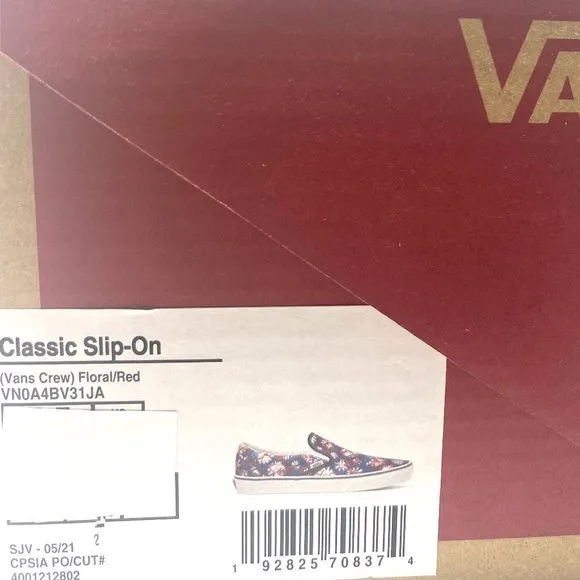 VA
Classic Slip-On
(Vans Crew) Floral/Red
VN0A4BV31JA
2
SJV - 05/21
CPSIA PO/CUT#
4001212802
1 92825 70837 4